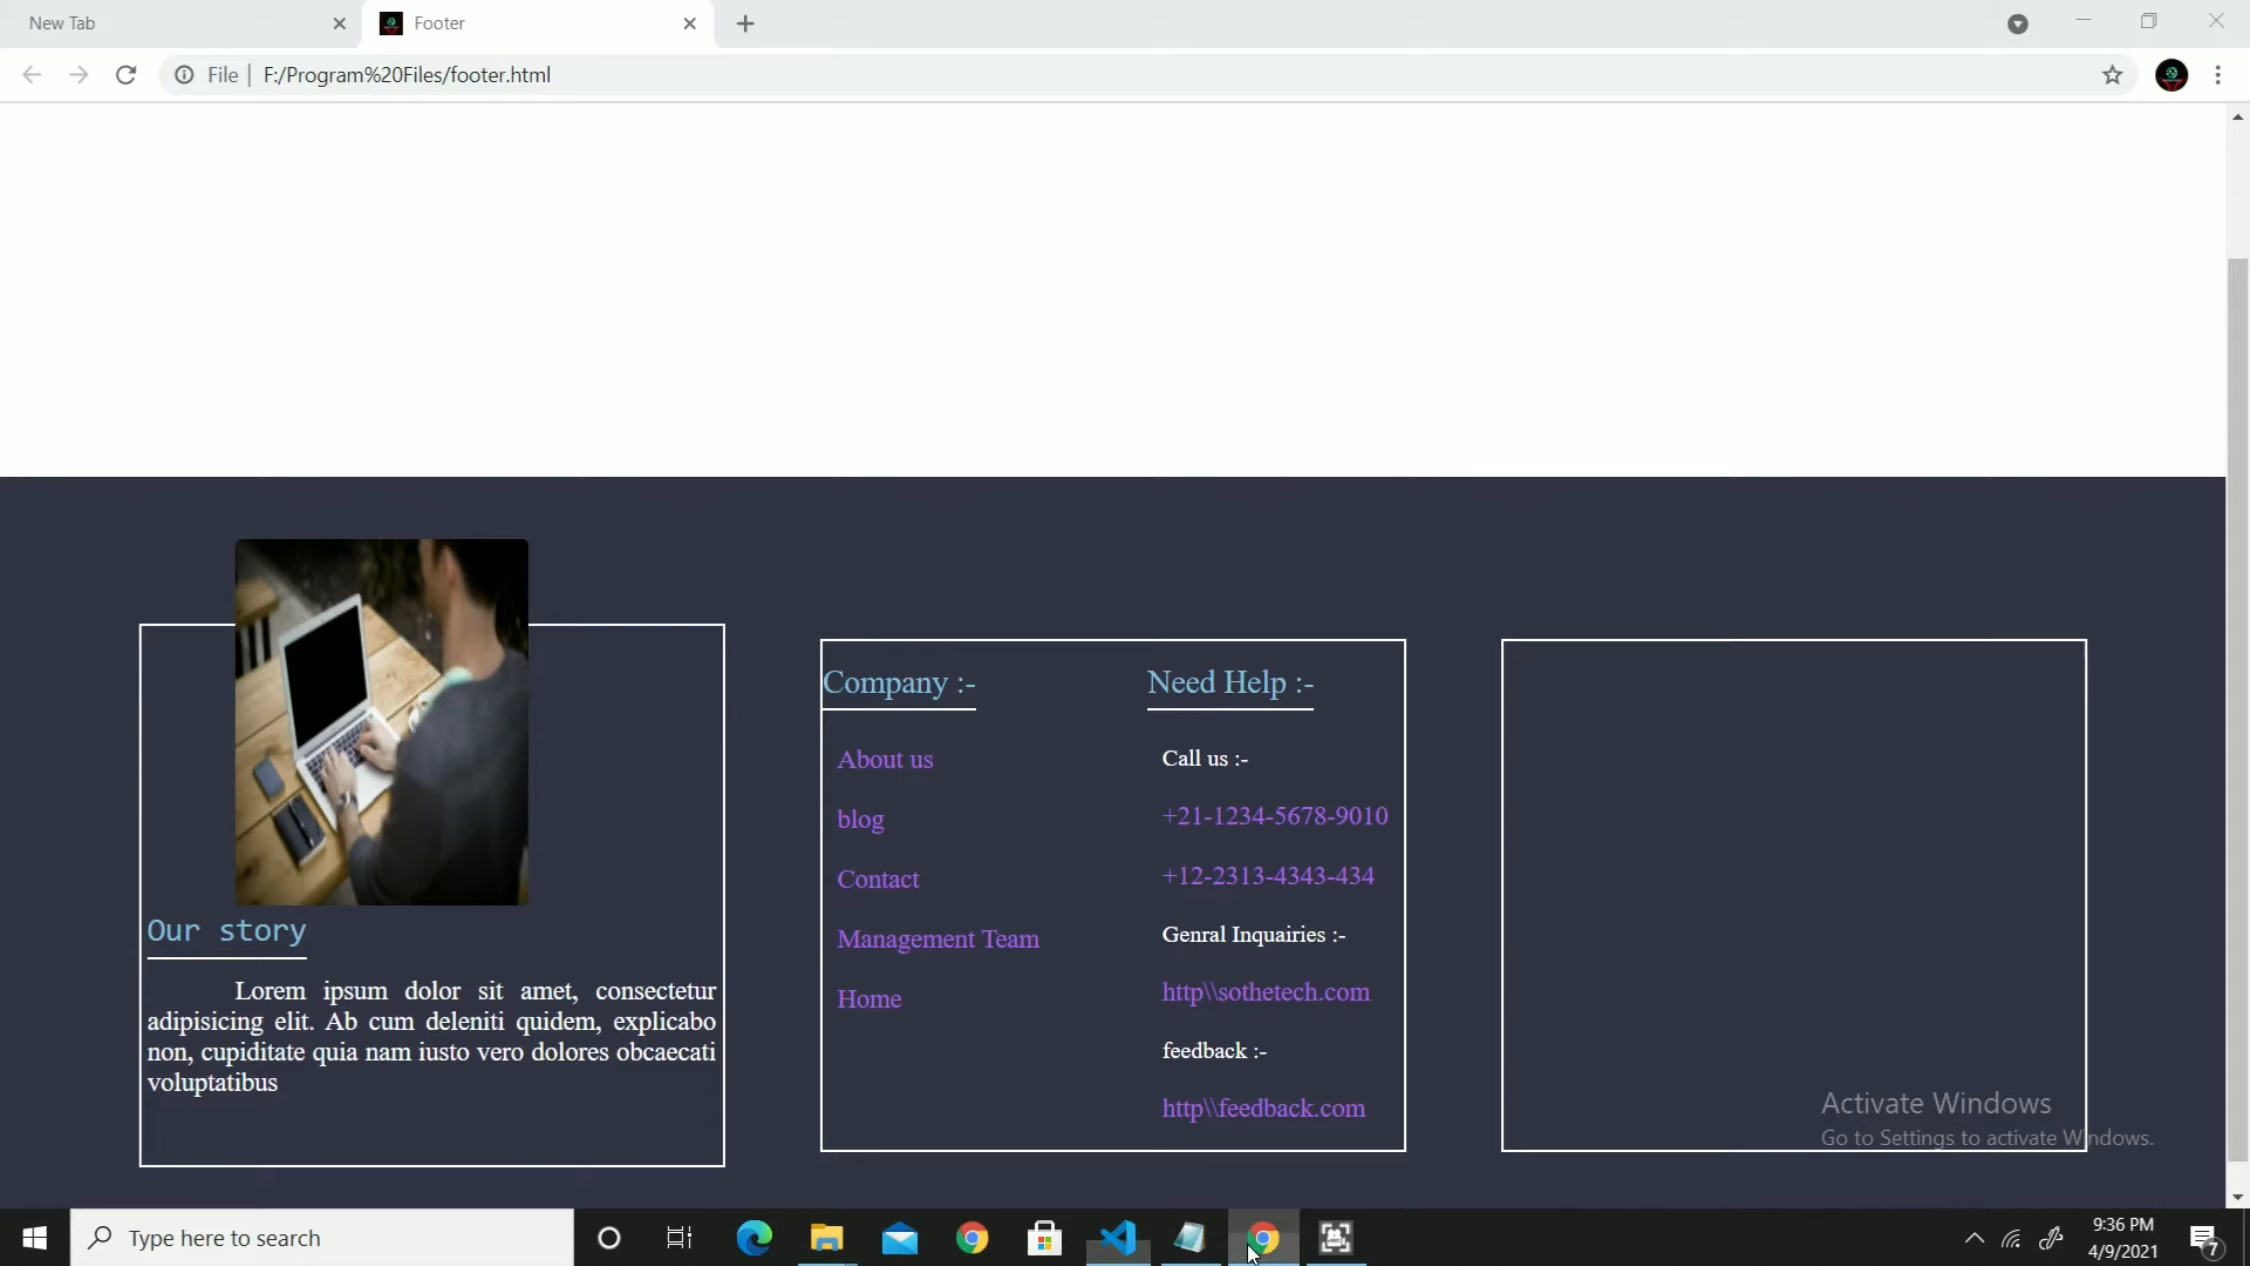 New Tab
Footer
File
F:/Program%20Files/footer.html
Our story
Lorem ipsum dolor sit amet, consectetur
adipisicing elit. Ab cum deleniti quidem, explicabo
non, cupiditate quia nam iusto vero dolores obcaecati
voluptatibus
Company :-
About us
blog
Contact
Management Team
Home
Need Help :-
Call us :-
+21-1234-5678-9010
+12-2313-4343-434
Genral Inquairies :-
http\\sothetech.com
feedback :-
http\\feedback.com
Activate Windows
Go to Settings to activate Windows.
Type here to search
9:36 PM
4/9/2021
7